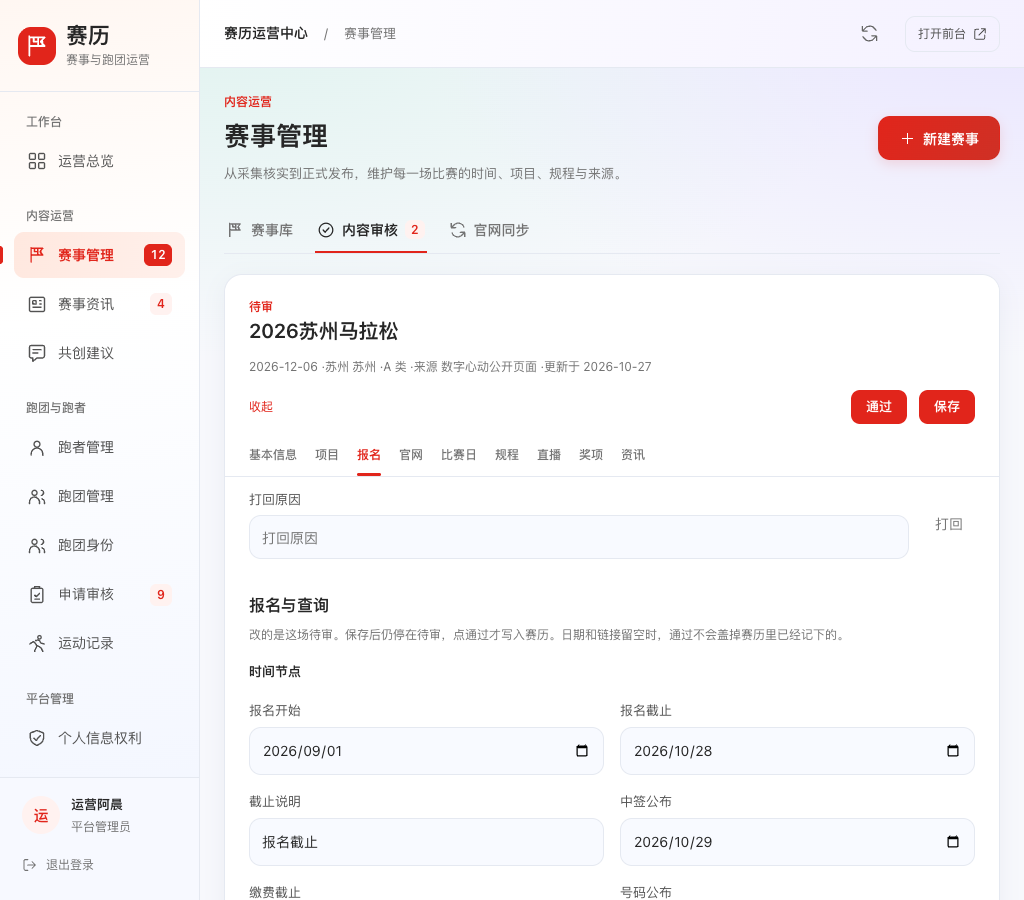 赛历
赛事与跑团运营
工作台
运营总览
内容运营
赛事管理 12
赛事资讯 4
共创建议
跑团与跑者
跑者管理
跑团管理
跑团身份
申请审核 9
运动记录
平台管理
个人信息权利
运 运营阿晨
平台管理员
退出登录
赛历运营中心 / 赛事管理
打开前台
内容运营
赛事管理
从采集核实到正式发布，维护每一场比赛的时间、项目、规程与来源。
新建赛事
赛事库 内容审核 2 官网同步
待审
2026苏州马拉松
2026-12-06 ·苏州 苏州 ·A 类 ·来源 数字心动公开页面 ·更新于 2026-10-27
收起 通过 保存
基本信息 项目 报名 官网 比赛日 规程 直播 奖项 资讯
打回原因
打回原因 打回
报名与查询
改的是这场待审。保存后仍停在待审，点通过才写入赛历。日期和链接留空时，通过不会盖掉赛历里已经记下的。
时间节点
报名开始 报名截止
2026/09/01 2026/10/28
截止说明 中签公布
报名截止 2026/10/29
缴费截止 号码公布